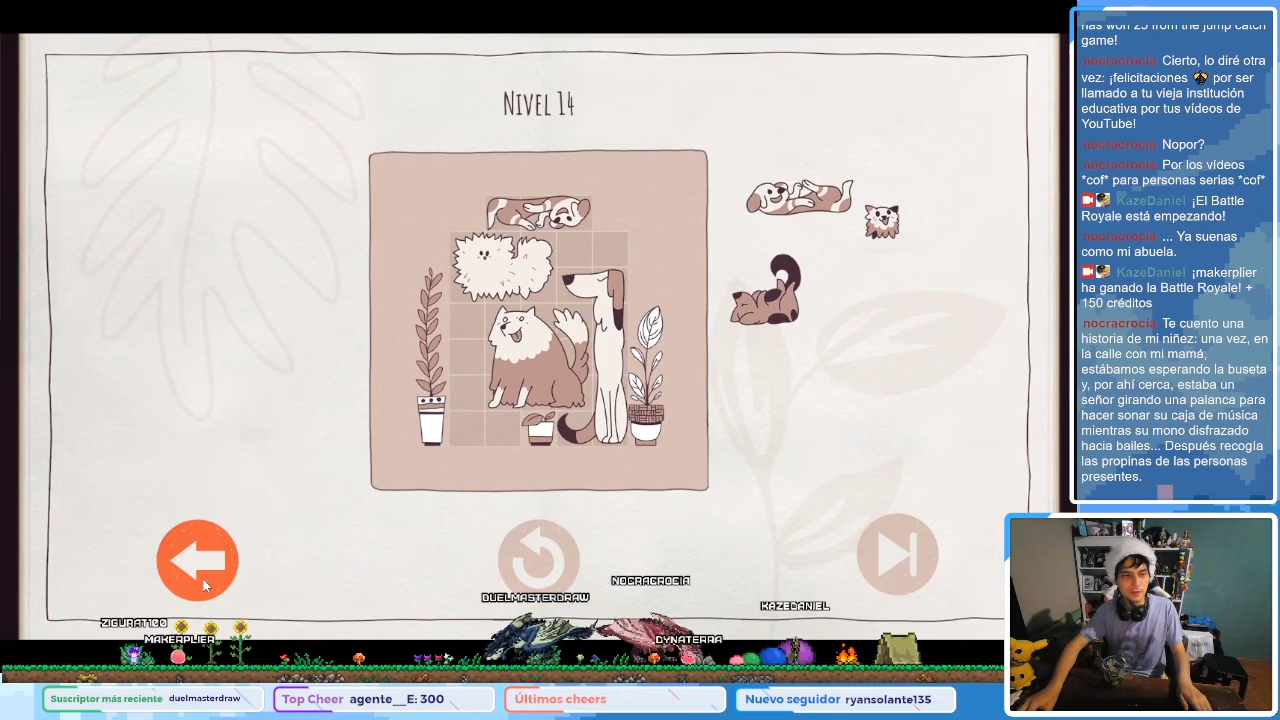 NIVEL 14
has won 25 from the jump catch
game!
nocracrocia Cierto, lo diré otra
vez: ¡felicitaciones por ser
llamado a tu vieja institución
educativa por tus vídeos de
YouTube!
nocracrocia Nopor?
nocracrocia Por los vídeos
*cof* para personas serias *cof*
KazeDaniel ¡El Battle
Royale está empezando!
nocracrocia ... Ya suenas
como mi abuela.
KazeDaniel ¡makerplier
ha ganado la Battle Royale! +
150 créditos
nocracrocia Te cuento una
historia de mi niñez: una vez, en
la calle con mi mamá,
estábamos esperando la buseta
y, por ahí cerca, estaba un
señor girando una palanca para
hacer sonar su caja de música
mientras su mono disfrazado
hacia bailes... Después recogía
las propinas de las personas
presentes.
NOCRACROCIA
DUELMASTERDRAW
KAZEDANIEL
ZIGURAT100
MAKERPLIER
DYNATERRA
Suscriptor más reciente duelmasterdraw
Top Cheer agente__E: 300
Últimos cheers
Nuevo seguidor ryansolante135